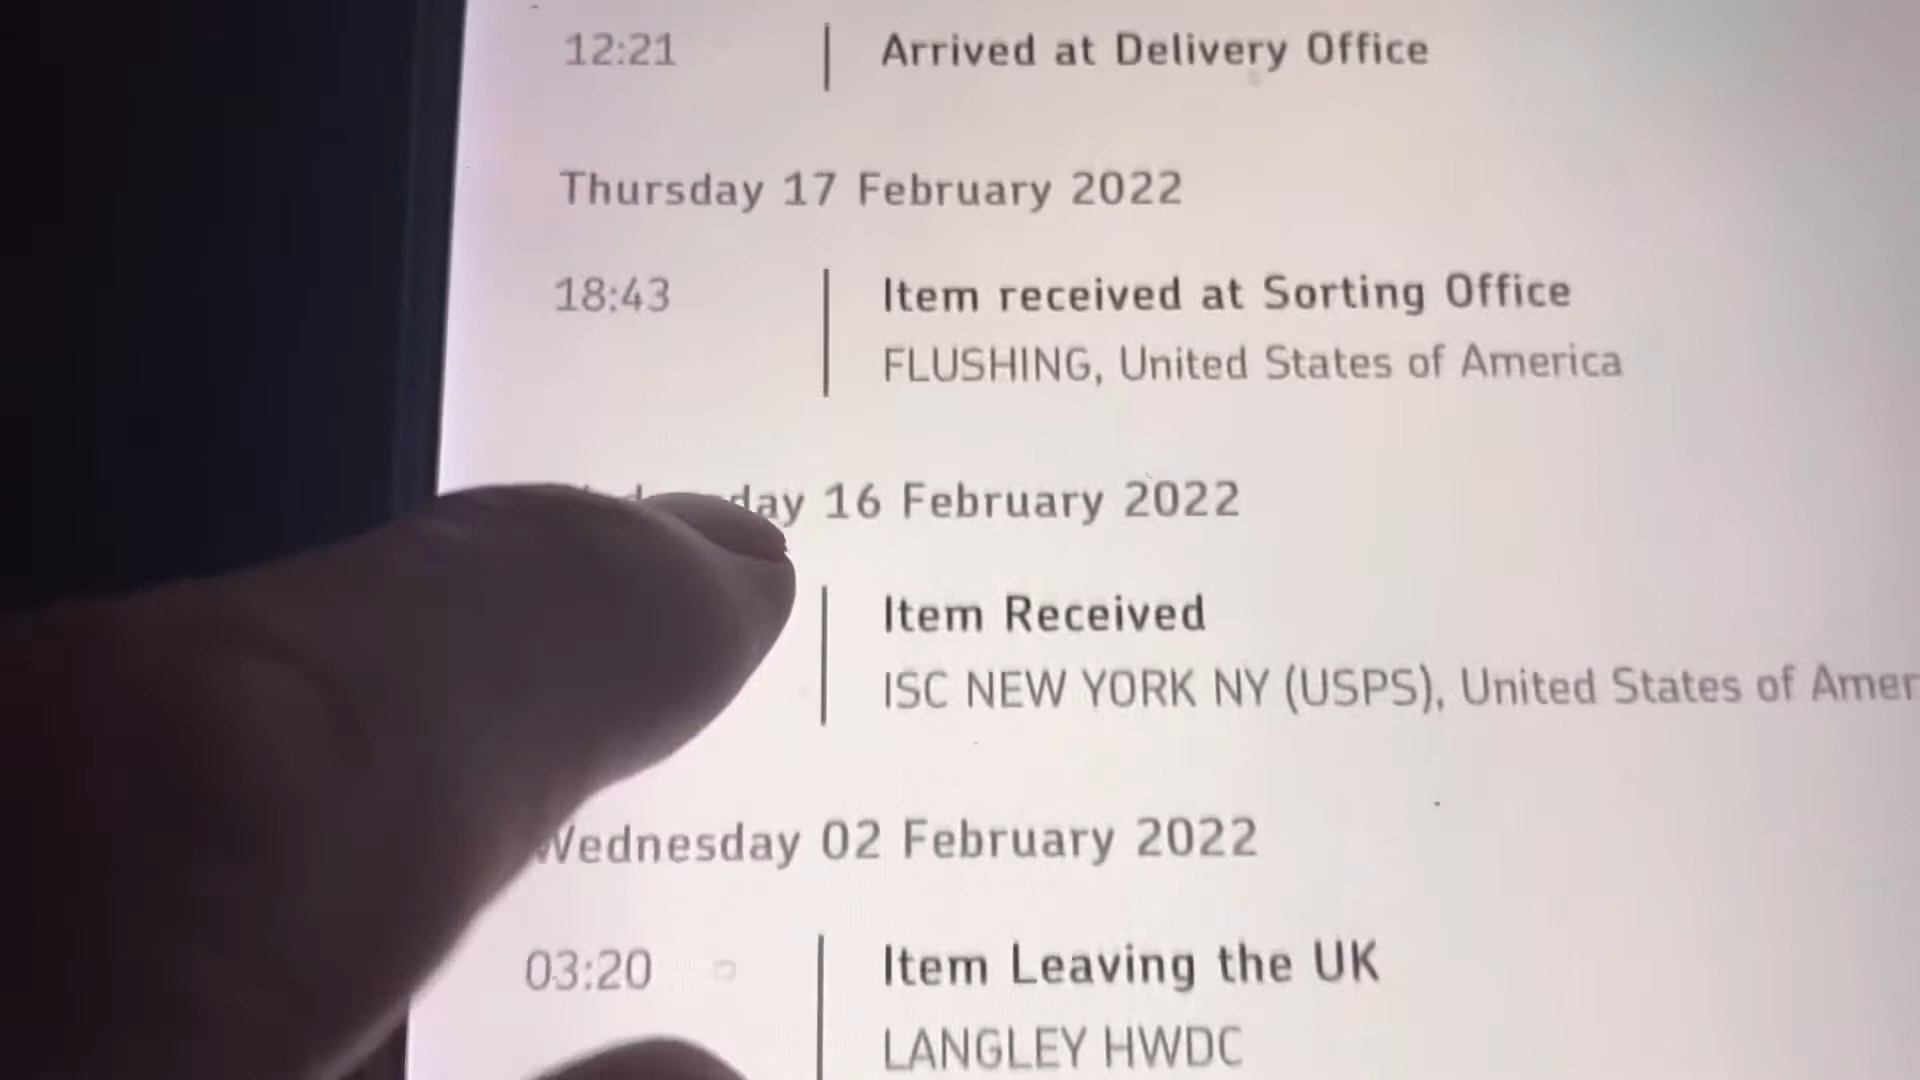 12:21
Arrived at Delivery Office
Thursday 17 February 2022
18:43
Item received at Sorting Office
FLUSHING, United States of America
16 February 2022
Item Received
ISC NEW YORK NY (USPS), United States of Amer
Wednesday 02 February 2022
03:20
Item Leaving the UK
LANGLEY HWDC